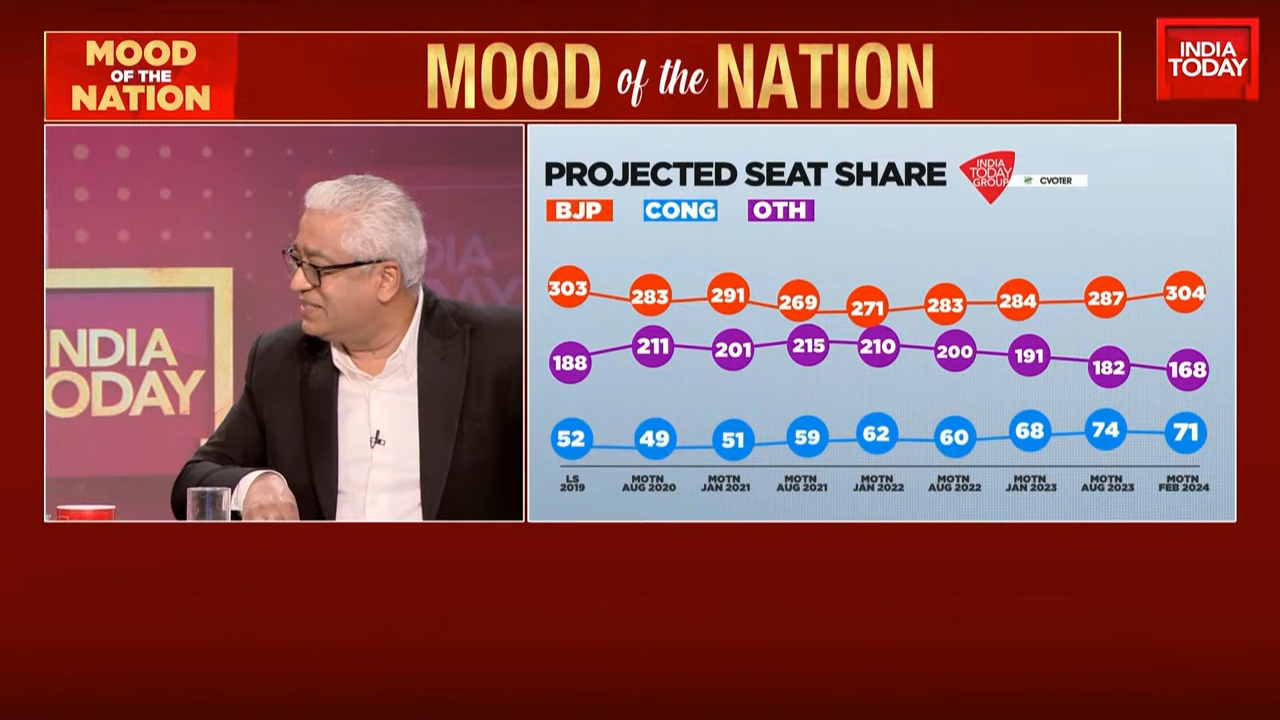 MOOD
OF THE
NATION
MOOD of the NATION
INDIA
TODAY
INDIA
TODAY
PROJECTED SEAT SHARE
INDIA
TODAY
GROUP
CVOTER
BJP CONG OTH
303 283 291 269 271 283 284 287 304
188 211 201 215 210 200 191 182 168
52 49 51 59 62 60 68 74 71
LS MOTN MOTN MOTN MOTN MOTN MOTN MOTN MOTN
2019 AUG 2020 JAN 2021 AUG 2021 JAN 2022 AUG 2022 JAN 2023 AUG 2023 FEB 2024